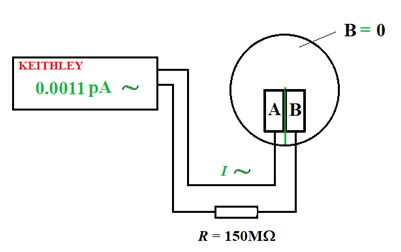 B = 0
KEITHLEY
0.0011 pA ~
A B
I ~
R = 150MΩ